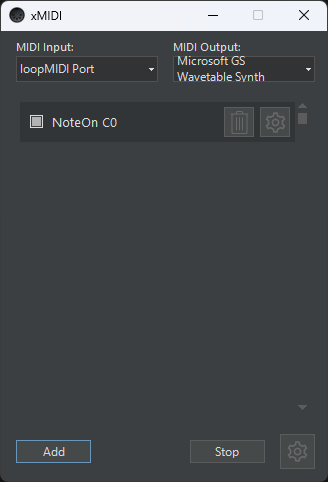 xMIDI
MIDI Input:
MIDI Output:
loopMIDI Port
Microsoft GS
Wavetable Synth
NoteOn C0
Add
Stop